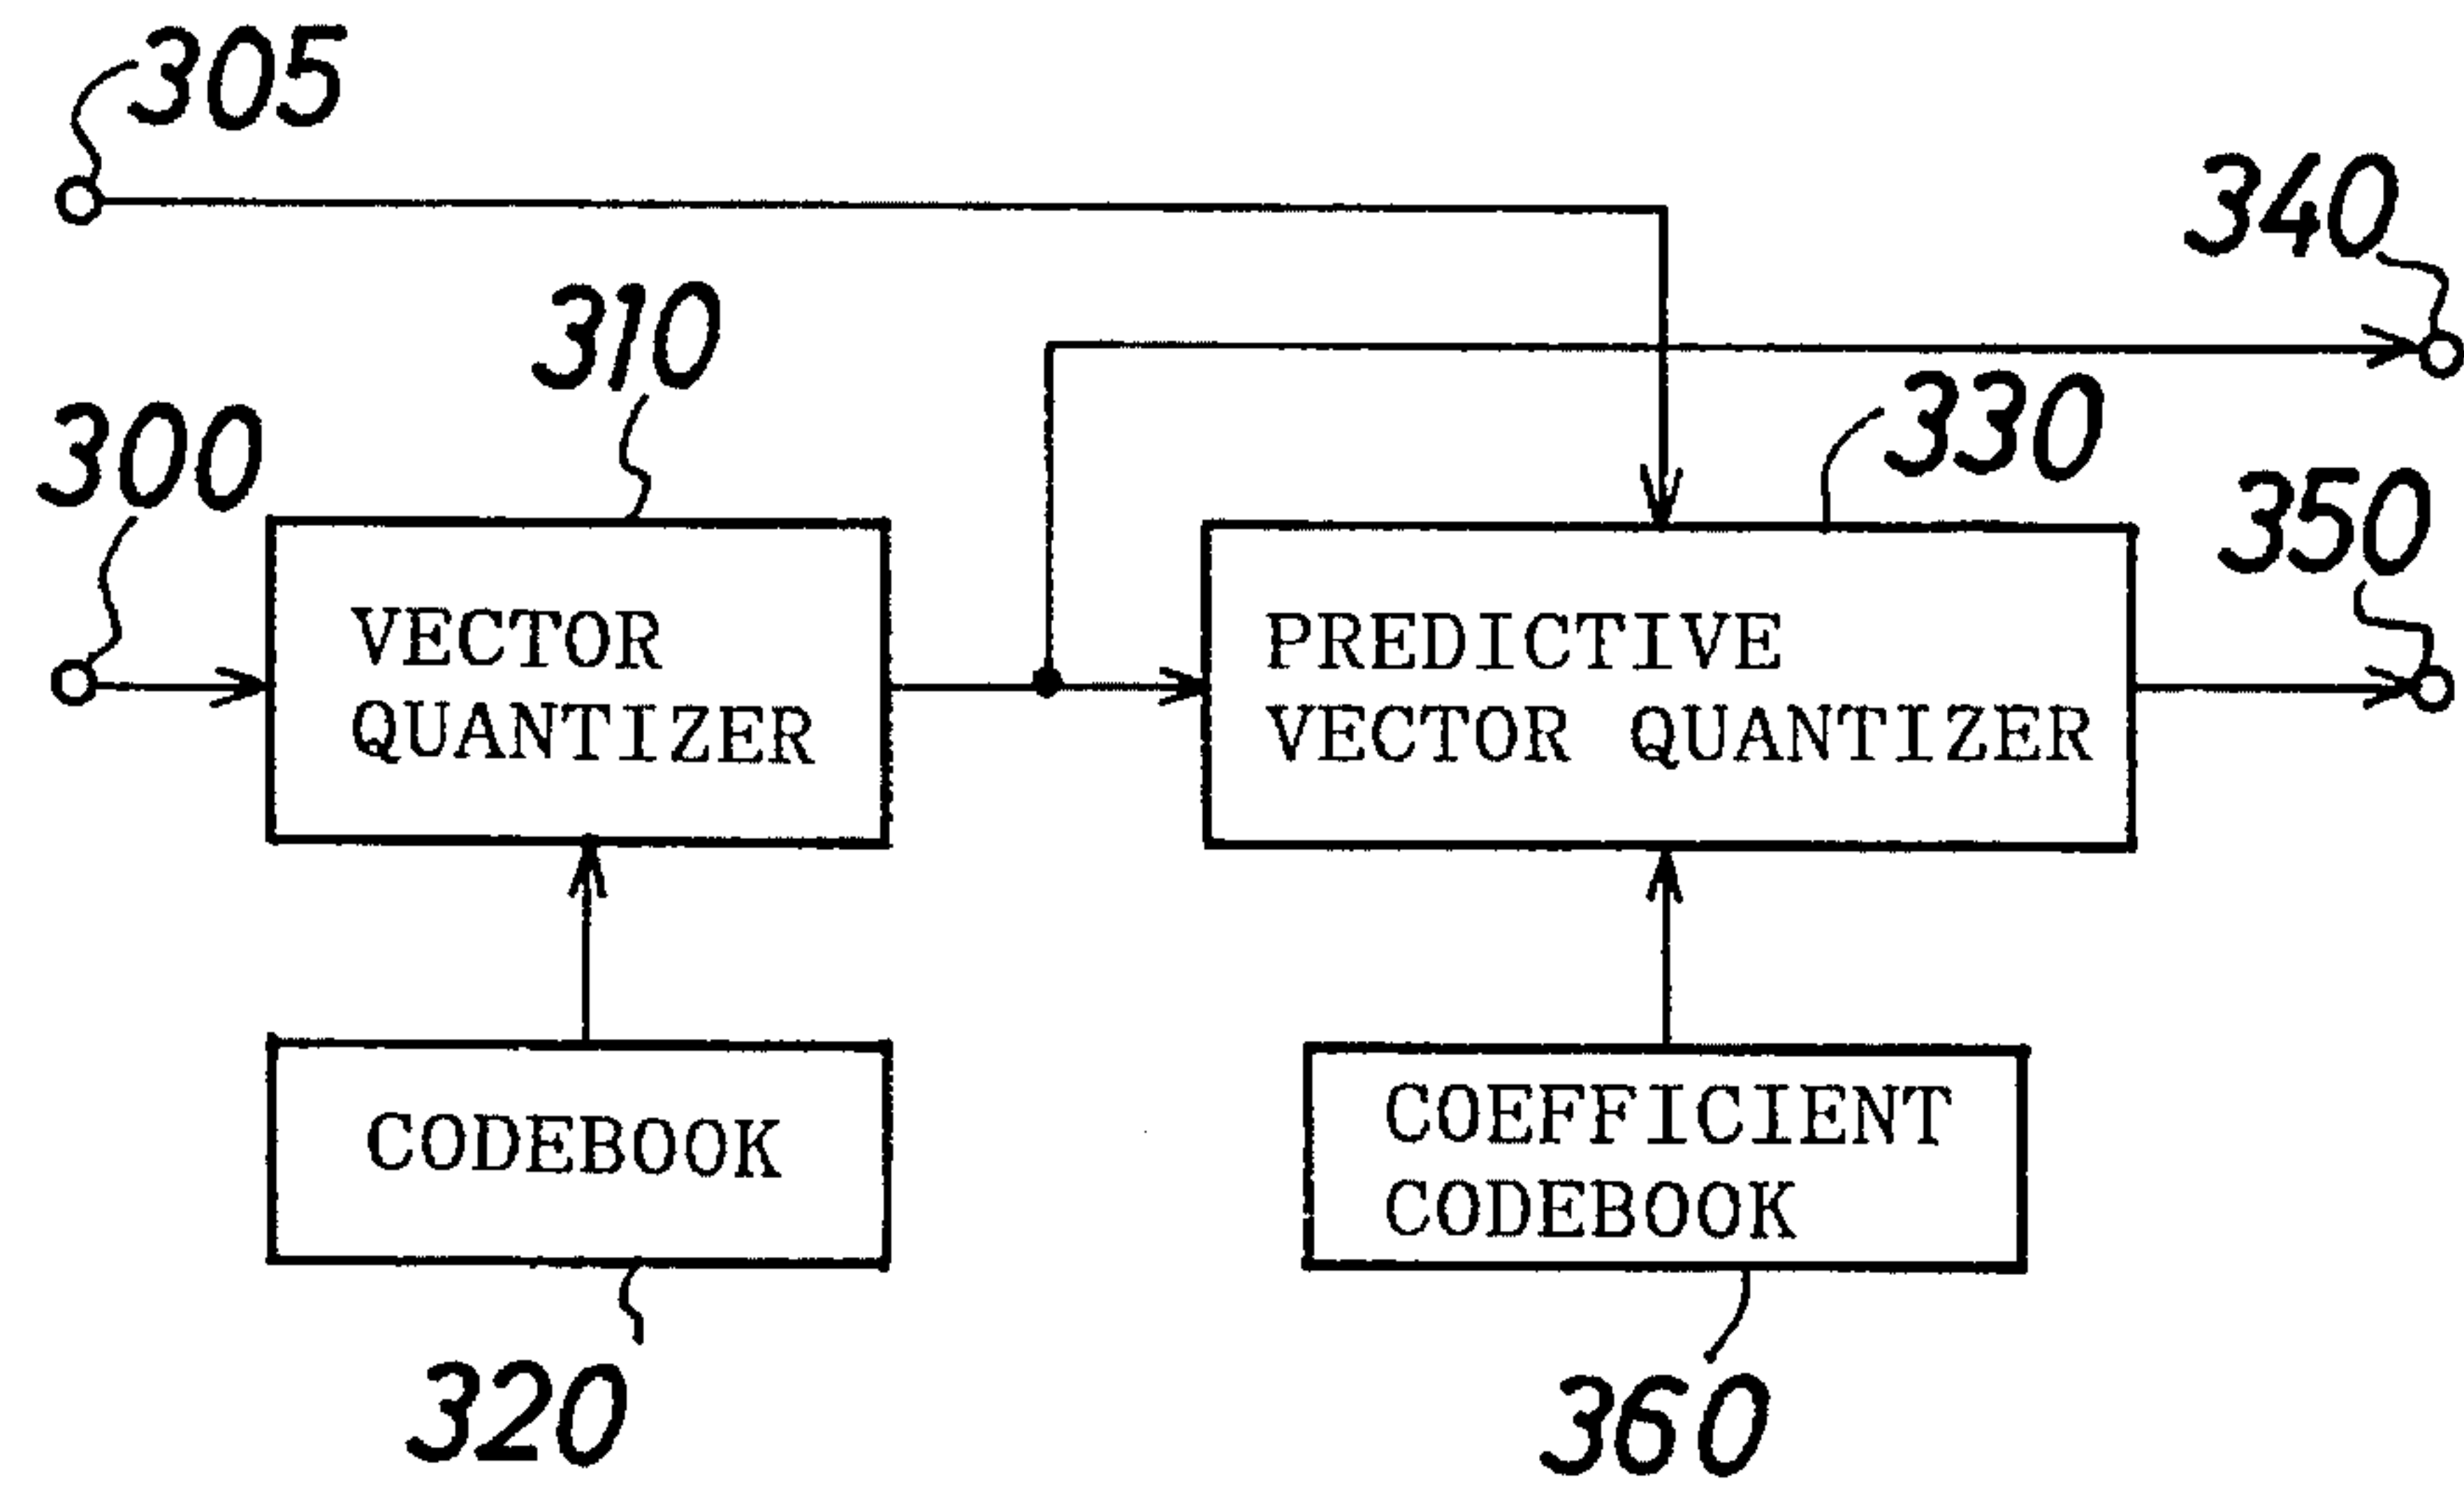 305
340
310
330
300
350
VECTOR
QUANTIZER
PREDICTIVE
VECTOR QUANTIZER
CODEBOOK
COEFFICIENT
CODEBOOK
320
360